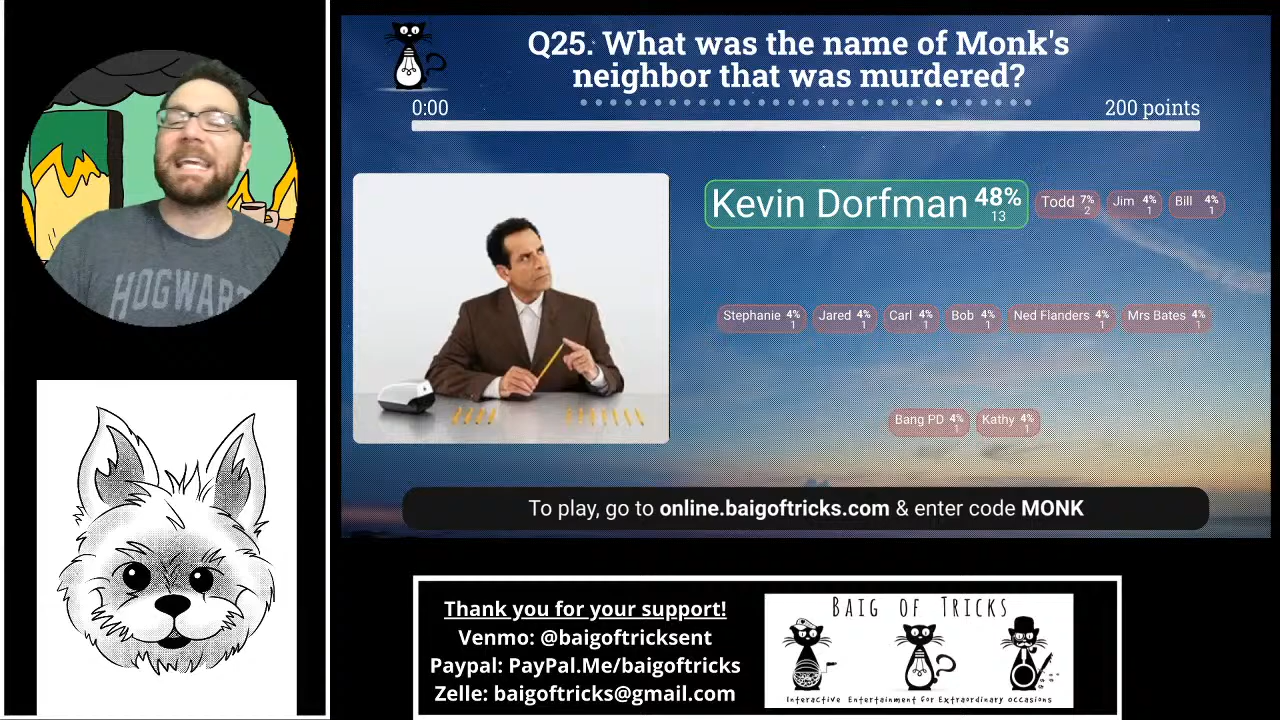 Q25. What was the name of Monk's
neighbor that was murdered?
0:00
200 points
Kevin Dorfman 48% 13
Todd 7% 2
Jim 4% 1
Bill 4% 1
Stephanie 4% 1
Jared 4% 1
Carl 4% 1
Bob 4% 1
Ned Flanders 4% 1
Mrs Bates 4% 1
Bang PD 4% 1
Kathy 4% 1
To play, go to online.baigoftricks.com & enter code MONK
HOGWAR
Thank you for your support!
Venmo: @baigoftricksent
Paypal: PayPal.Me/baigoftricks
Zelle: baigoftricks@gmail.com
BAIG OF TRICKS
Interactive Entertainment for Extraordinary Occasions